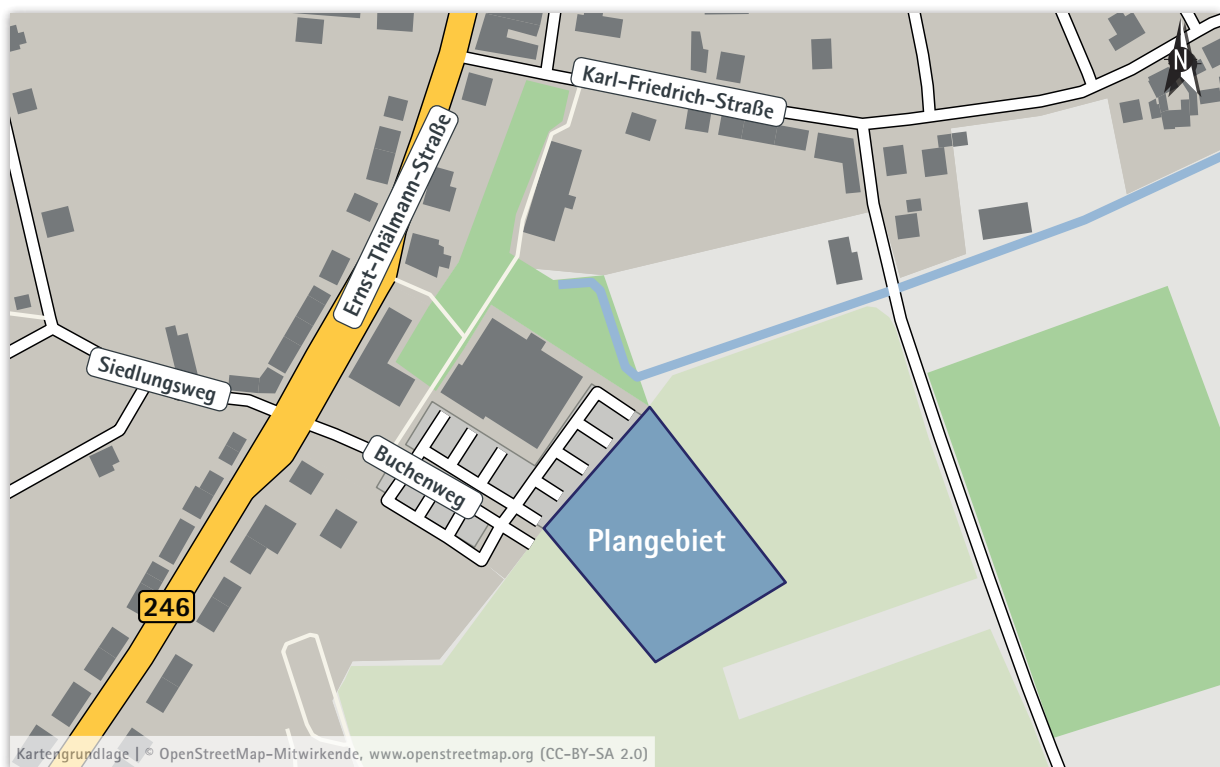 N
Karl-Friedrich-Straße
Ernst-Thälmann-Straße
Siedlungsweg
Buchenweg
Plangebiet
246
Kartengrundlage | © OpenStreetMap-Mitwirkende, www.openstreetmap.org (CC-BY-SA 2.0)